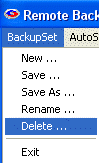 Remote Back
BackupSet AutoS
New ...
Save ...
Save As ...
Rename ...
Delete ...
Exit